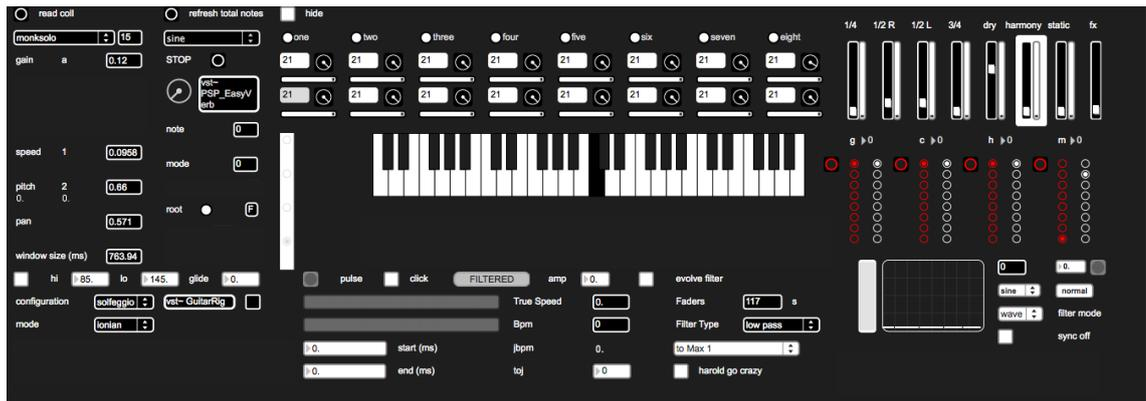 read coll
refresh total notes
hide
monksolo
15
sine
one
two
three
four
five
six
seven
eight
gain
a
0.12
STOP
21
21
21
21
21
21
21
21
vst~
PSP_EasyV
erb
21
21
21
21
21
21
21
21
note
0
speed
1
0.0958
mode
0
pitch
2
0.66
0.
0.
root
F
pan
0.571
window size (ms)
763.94
hi
85.
lo
145.
glide
0.
configuration
solfeggio
vst~ GuitarRig
mode
ionian
pulse
click
FILTERED
amp
0.
evolve filter
True Speed
0.
Faders
117
s
Bpm
0
Filter Type
low pass
0.
start (ms)
jbpm
0.
to Max 1
0.
end (ms)
toj
0
harold go crazy
1/4
1/2 R
1/2 L
3/4
dry
harmony
static
fx
g
0
c
0
h
0
m
0
0
0.
sine
normal
wave
filter mode
sync off